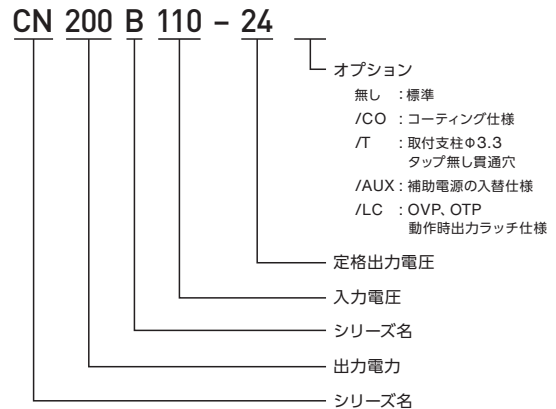 CN 200 B 110 – 24
オプション
無し ：標準
/CO ：コーティング仕様
/T ：取付支柱Φ3.3
タップ無し貫通穴
/AUX：補助電源の入替仕様
/LC ：OVP、OTP
動作時出力ラッチ仕様
定格出力電圧
入力電圧
シリーズ名
出力電力
シリーズ名